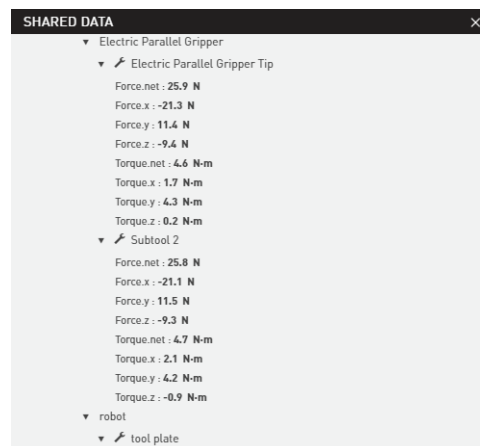 SHARED DATA
Electric Parallel Gripper
Electric Parallel Gripper Tip
Force.net : 25.9 N
Force.x : -21.3 N
Force.y : 11.4 N
Force.z : -9.4 N
Torque.net : 4.6 N·m
Torque.x : 1.7 N·m
Torque.y : 4.3 N·m
Torque.z : 0.2 N·m
Subtool 2
Force.net : 25.8 N
Force.x : -21.1 N
Force.y : 11.5 N
Force.z : -9.3 N
Torque.net : 4.7 N·m
Torque.x : 2.1 N·m
Torque.y : 4.2 N·m
Torque.z : -0.9 N·m
robot
tool plate